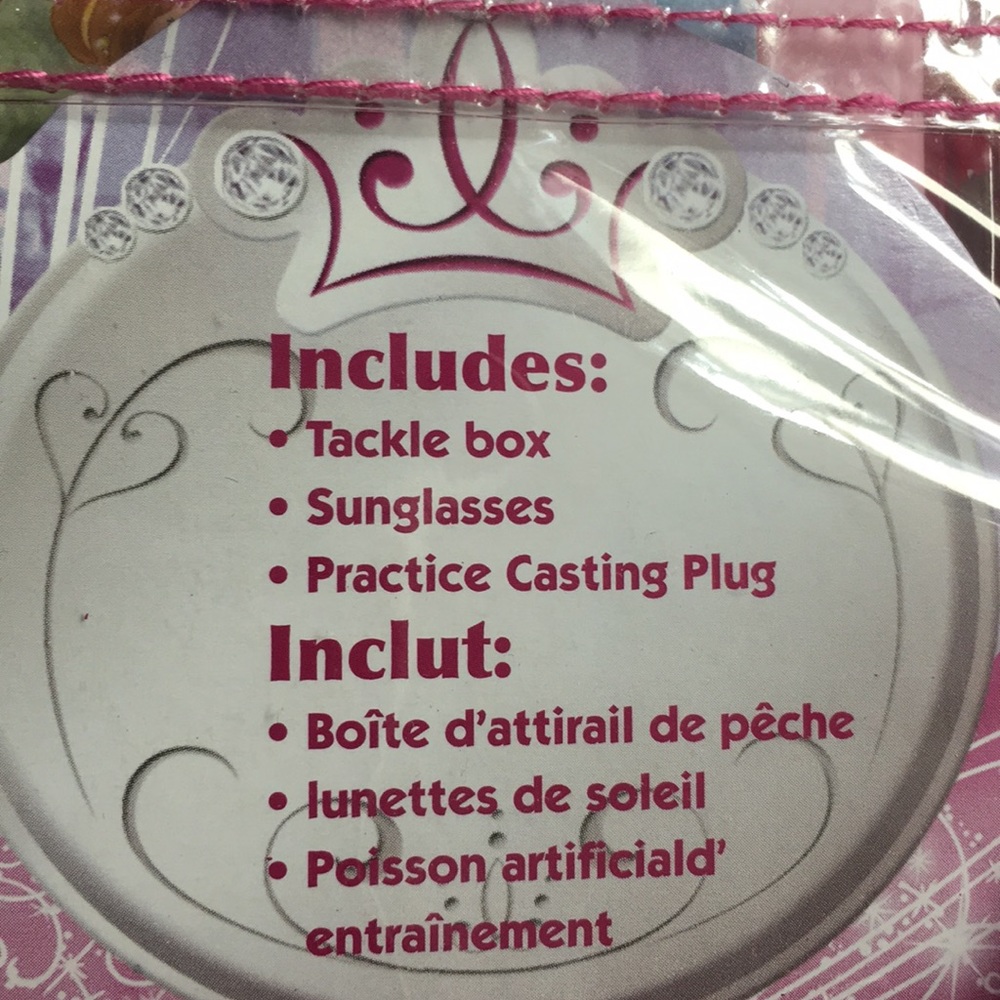 Includes:
• Tackle box
• Sunglasses
• Practice Casting Plug
Inclut:
• Boîte d'attirail de pêche
• lunettes de soleil
• Poisson artificiald'
entraînement